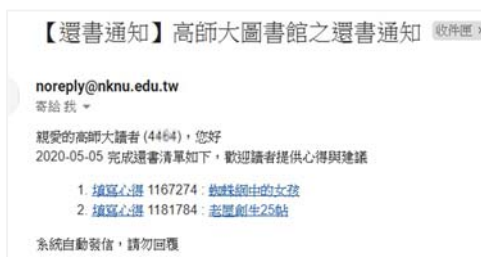 【還書通知】高師大圖書館之還書通知 收件匣 x
noreply@nknu.edu.tw
寄給 我
親愛的高師大讀者 (4464)，您好
2020-05-05 完成還書清單如下，歡迎讀者提供心得與建議
1. 填寫心得 1167274 : 蜘蛛網中的女孩
2. 填寫心得 1181784 : 老屋創生25帖
系統自動發信，請勿回覆